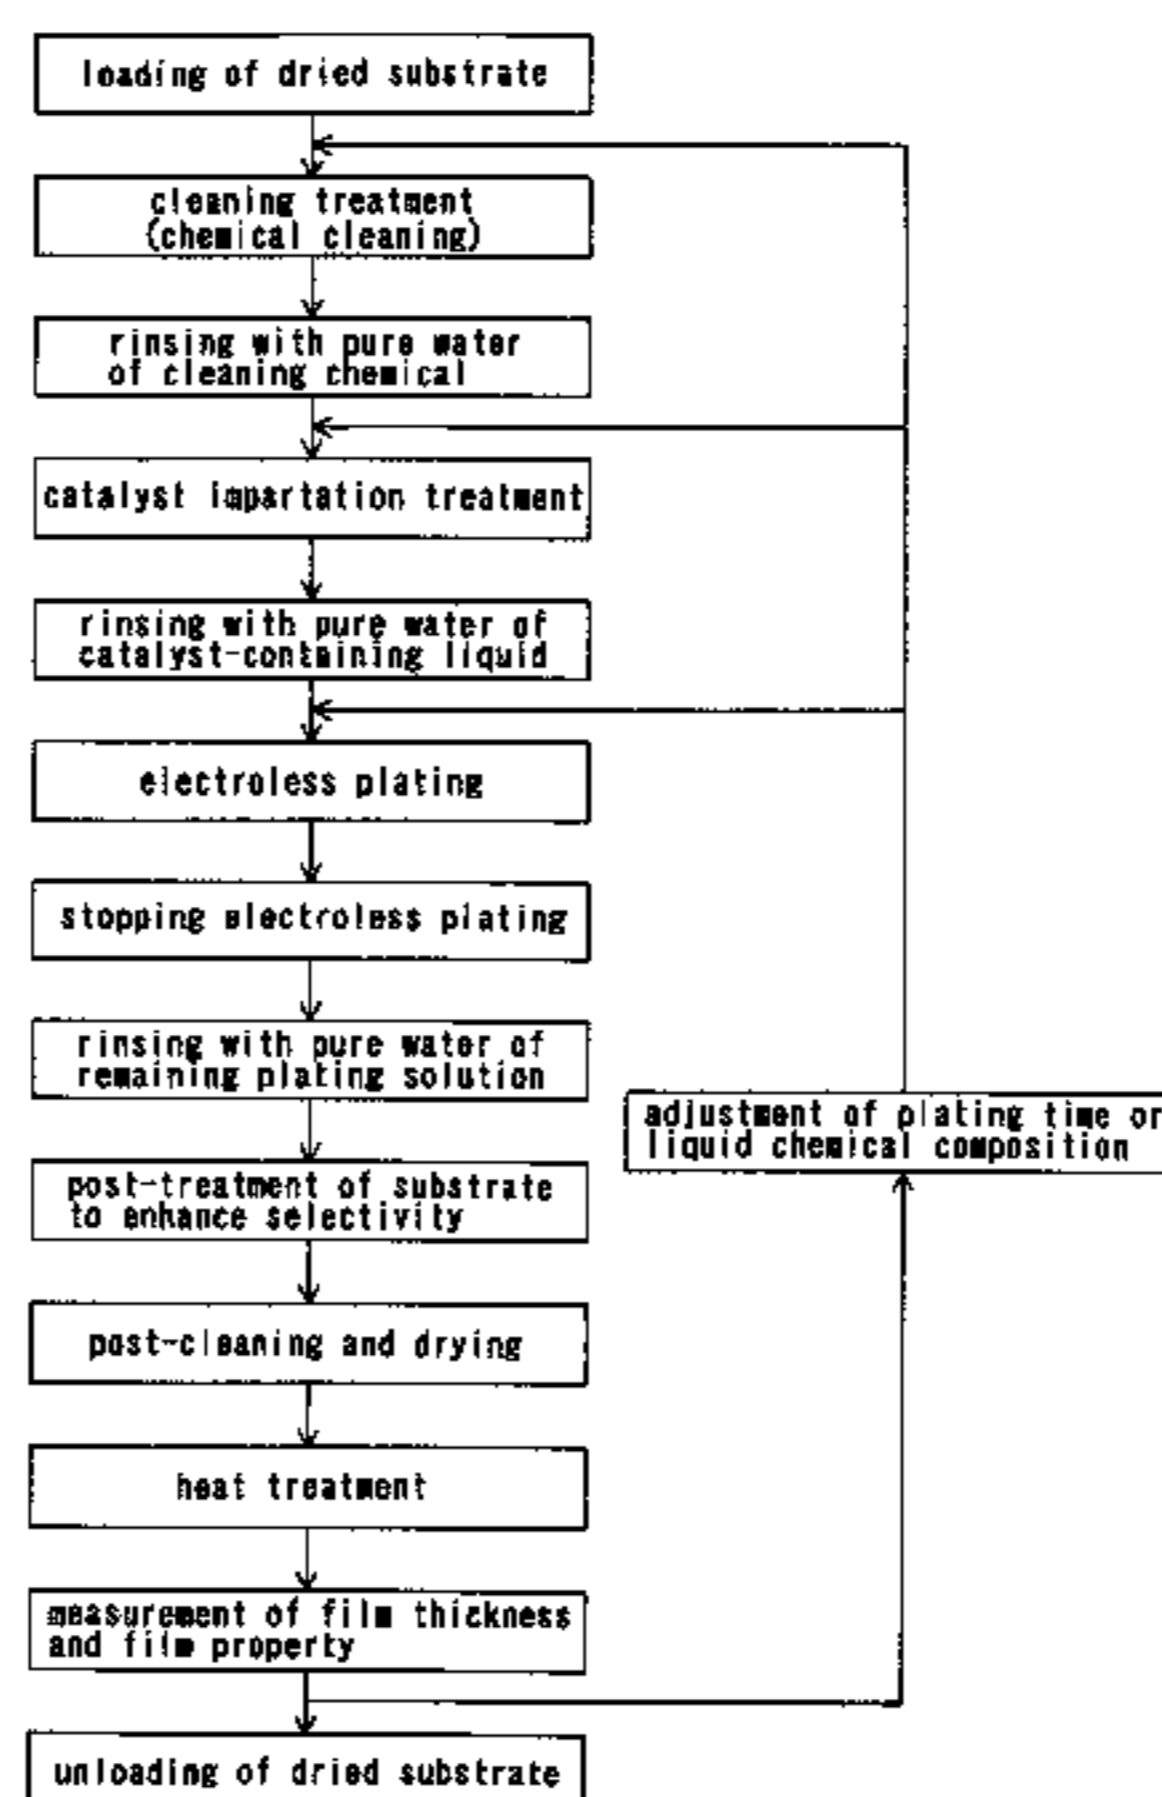 loading of dried substrate
cleaning treatment
(chemical cleaning)
rinsing with pure water
of cleaning chemical
catalyst impartation treatment
rinsing with pure water of
catalyst-containing liquid
electroless plating
stopping electroless plating
rinsing with pure water of
remaining plating solution
adjustment of plating time or
liquid chemical composition
post-treatment of substrate
to enhance selectivity
post-cleaning and drying
heat treatment
measurement of film thickness
and film property
unloading of dried substrate